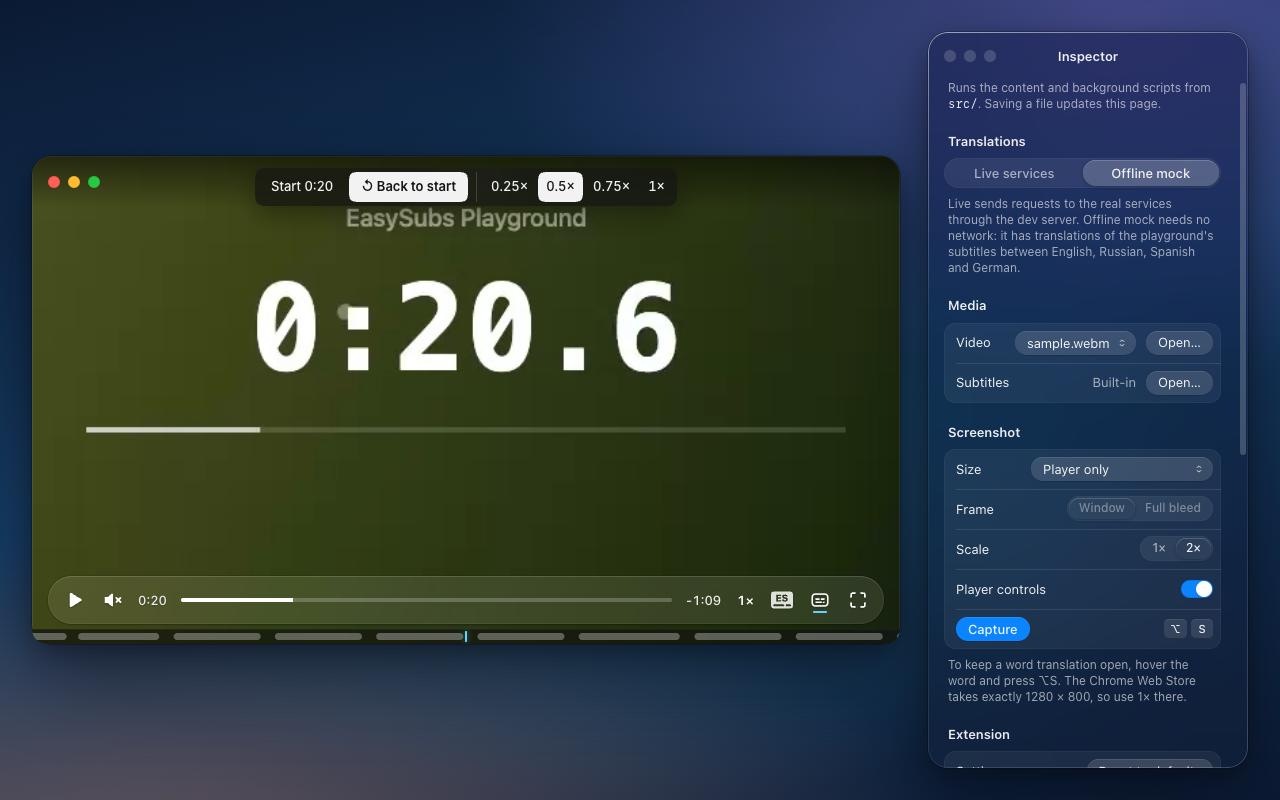 Start 0:20
Back to start
0.25×
0.5×
0.75×
1×
EasySubs Playground
0:20.6
0:20
-1:09
1×
ES
Inspector
Runs the content and background scripts from
src/. Saving a file updates this page.
Translations
Live services
Offline mock
Live sends requests to the real services
through the dev server. Offline mock needs no
network: it has translations of the playground's
subtitles between English, Russian, Spanish
and German.
Media
Video
sample.webm
Open…
Subtitles
Built-in
Open…
Screenshot
Size
Player only
Frame
Window
Full bleed
Scale
1×
2×
Player controls
Capture
⌥
S
To keep a word translation open, hover the
word and press ⌥S. The Chrome Web Store
takes exactly 1280 × 800, so use 1× there.
Extension